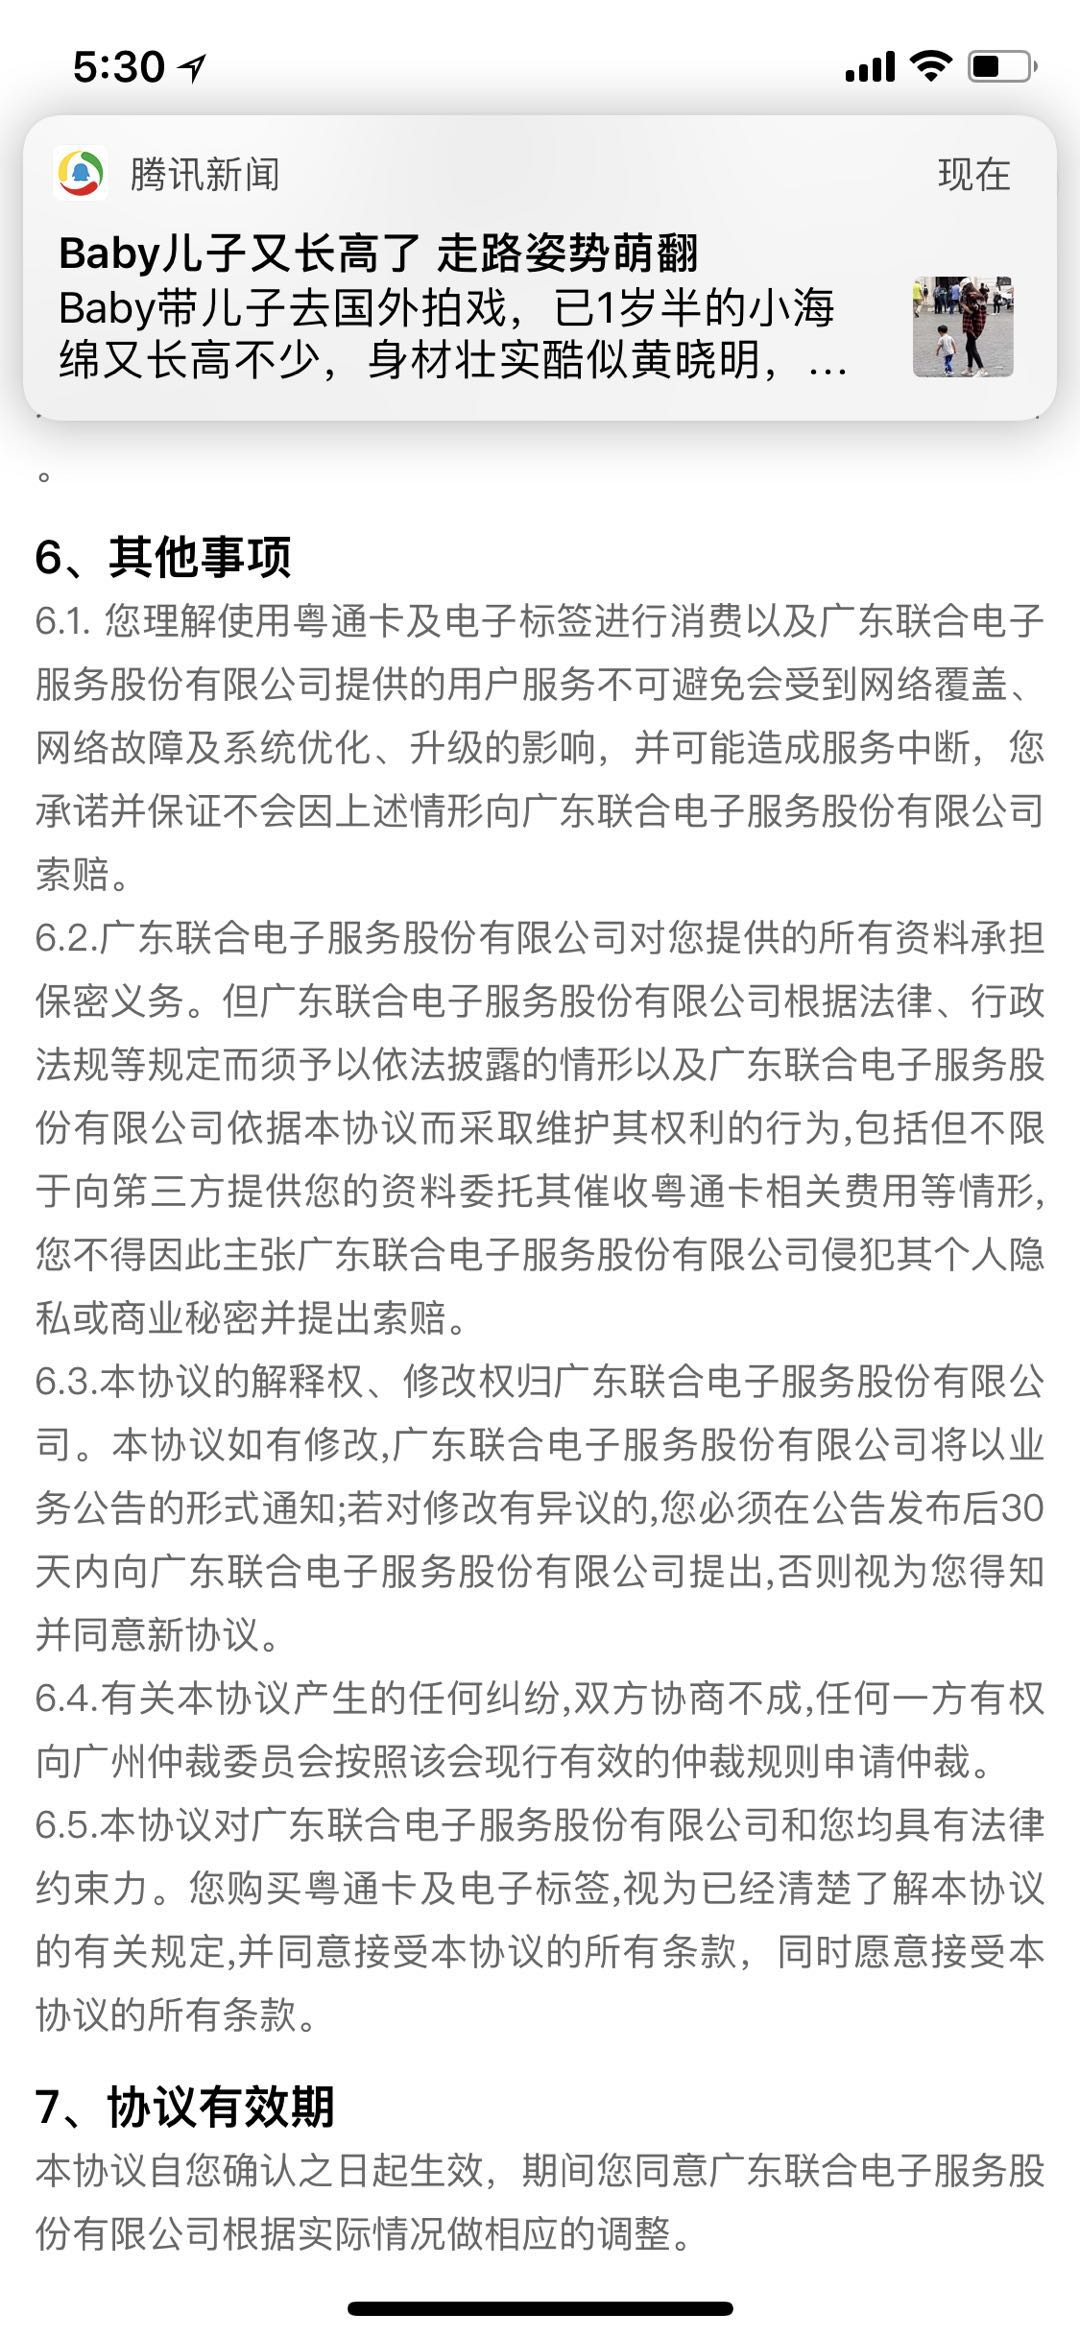 5:30
腾讯新闻
现在
Baby儿子又长高了 走路姿势萌翻
Baby带儿子去国外拍戏，已1岁半的小海
绵又长高不少，身材壮实酷似黄晓明，...
。
6、其他事项
6.1. 您理解使用粤通卡及电子标签进行消费以及广东联合电子
服务股份有限公司提供的用户服务不可避免会受到网络覆盖、
网络故障及系统优化、升级的影响，并可能造成服务中断，您
承诺并保证不会因上述情形向广东联合电子服务股份有限公司
索赔。
6.2.广东联合电子服务股份有限公司对您提供的所有资料承担
保密义务。但广东联合电子服务股份有限公司根据法律、行政
法规等规定而须予以依法披露的情形以及广东联合电子服务股
份有限公司依据本协议而采取维护其权利的行为,包括但不限
于向笫三方提供您的资料委托其催收粤通卡相关费用等情形,
您不得因此主张广东联合电子服务股份有限公司侵犯其个人隐
私或商业秘密并提出索赔。
6.3.本协议的解释权、修改权归广东联合电子服务股份有限公
司。本协议如有修改,广东联合电子服务股份有限公司将以业
务公告的形式通知;若对修改有异议的,您必须在公告发布后30
天内向广东联合电子服务股份有限公司提出,否则视为您得知
并同意新协议。
6.4.有关本协议产生的任何纠纷,双方协商不成,任何一方有权
向广州仲裁委员会按照该会现行有效的仲裁规则申请仲裁。
6.5.本协议对广东联合电子服务股份有限公司和您均具有法律
约束力。您购买粤通卡及电子标签,视为已经清楚了解本协议
的有关规定,并同意接受本协议的所有条款，同时愿意接受本
协议的所有条款。
7、协议有效期
本协议自您确认之日起生效，期间您同意广东联合电子服务股
份有限公司根据实际情况做相应的调整。